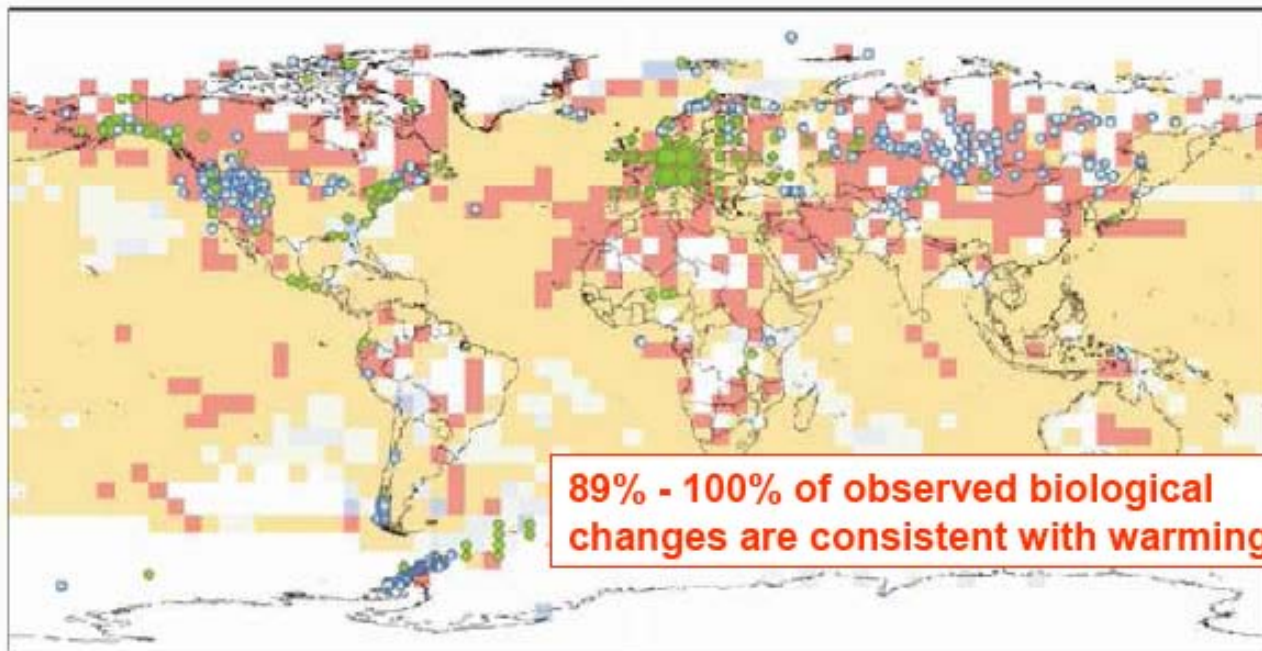 89% - 100% of observed biological
changes are consistent with warming